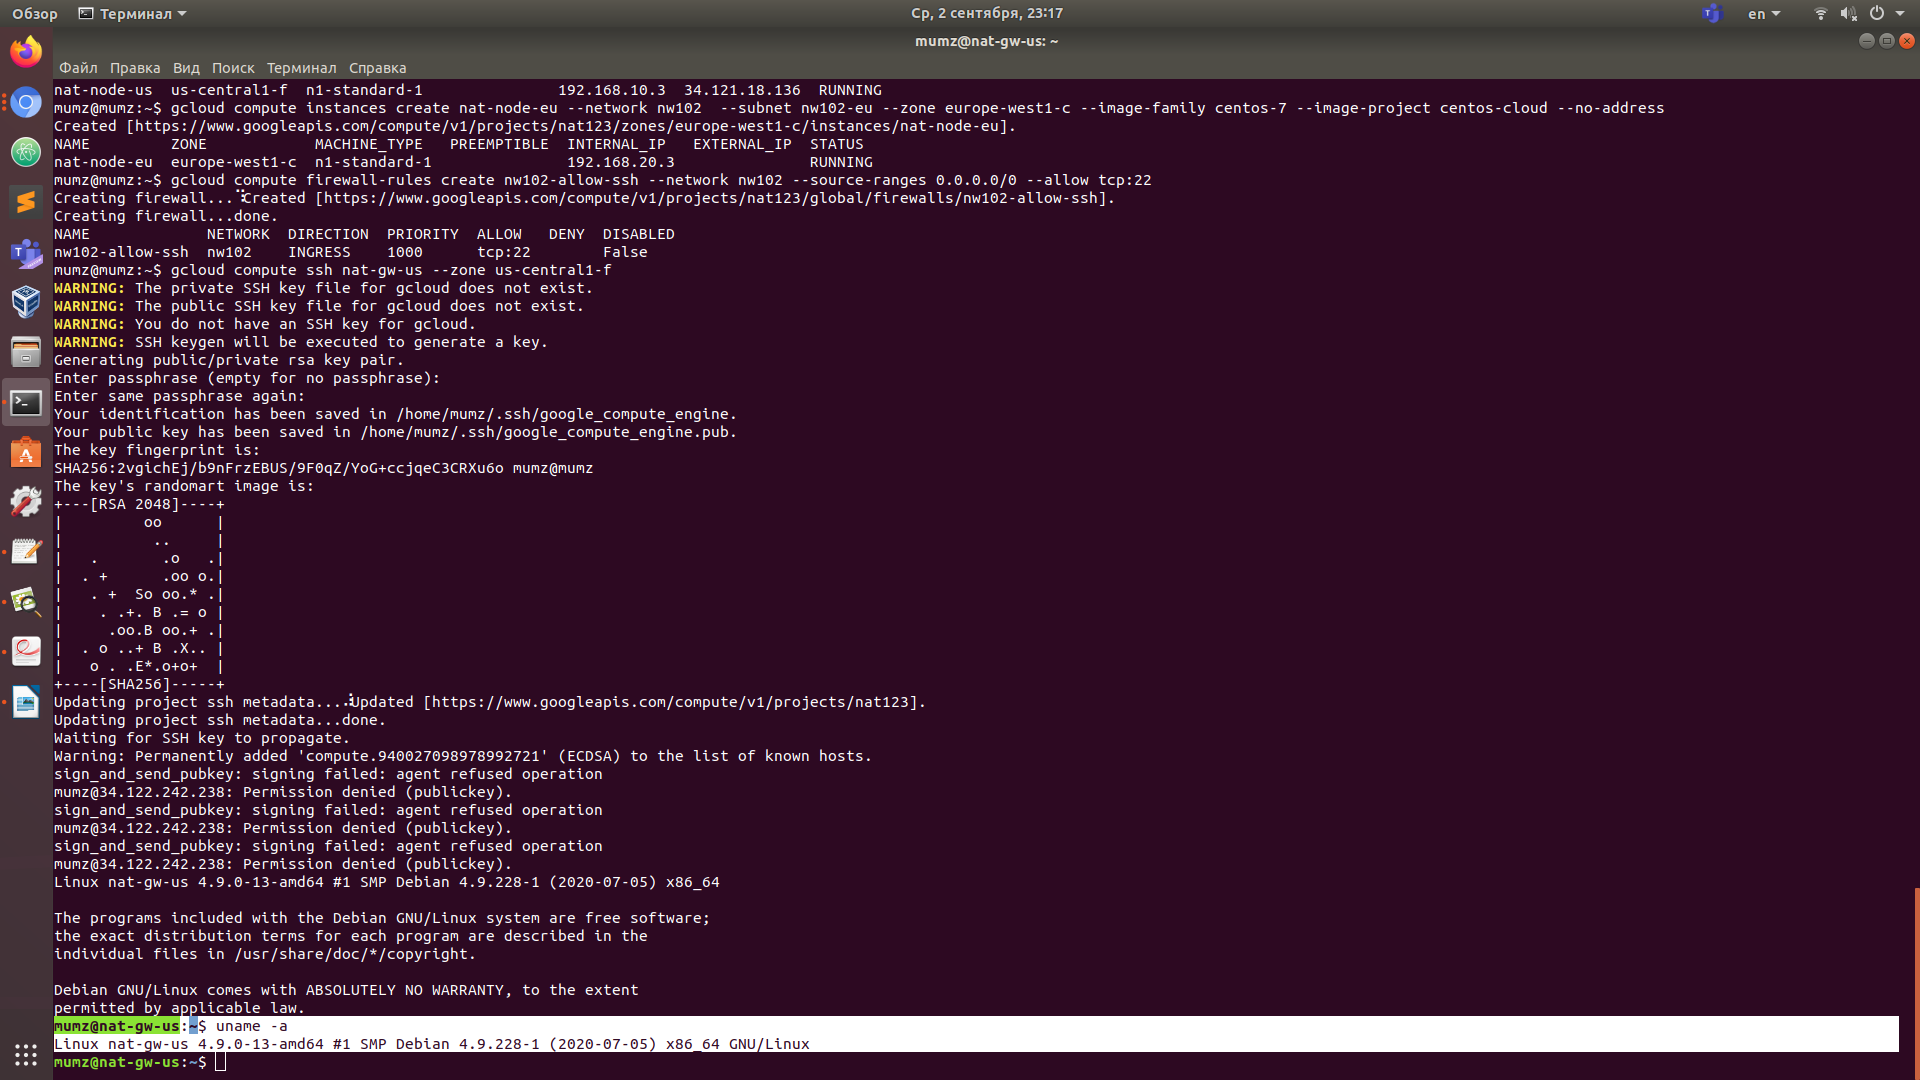 Обзор Терминал Ср, 2 сентября, 23:17 en
mumz@nat-gw-us: ~
Файл Правка Вид Поиск Терминал Справка
nat-node-us  us-central1-f  n1-standard-1               192.168.10.3  34.121.18.136  RUNNING
mumz@mumz:~$ gcloud compute instances create nat-node-eu --network nw102  --subnet nw102-eu --zone europe-west1-c --image-family centos-7 --image-project centos-cloud --no-address
Created [https://www.googleapis.com/compute/v1/projects/nat123/zones/europe-west1-c/instances/nat-node-eu].
NAME         ZONE            MACHINE_TYPE   PREEMPTIBLE  INTERNAL_IP   EXTERNAL_IP  STATUS
nat-node-eu  europe-west1-c  n1-standard-1               192.168.20.3               RUNNING
mumz@mumz:~$ gcloud compute firewall-rules create nw102-allow-ssh --network nw102 --source-ranges 0.0.0.0/0 --allow tcp:22
Creating firewall...⠹Created [https://www.googleapis.com/compute/v1/projects/nat123/global/firewalls/nw102-allow-ssh].
Creating firewall...done.
NAME             NETWORK  DIRECTION  PRIORITY  ALLOW   DENY  DISABLED
nw102-allow-ssh  nw102    INGRESS    1000      tcp:22        False
mumz@mumz:~$ gcloud compute ssh nat-gw-us --zone us-central1-f
WARNING: The private SSH key file for gcloud does not exist.
WARNING: The public SSH key file for gcloud does not exist.
WARNING: You do not have an SSH key for gcloud.
WARNING: SSH keygen will be executed to generate a key.
Generating public/private rsa key pair.
Enter passphrase (empty for no passphrase):
Enter same passphrase again:
Your identification has been saved in /home/mumz/.ssh/google_compute_engine.
Your public key has been saved in /home/mumz/.ssh/google_compute_engine.pub.
The key fingerprint is:
SHA256:2vgichEj/b9nFrzEBUS/9F0qZ/YoG+ccjqeC3CRXu6o mumz@mumz
The key's randomart image is:
+---[RSA 2048]----+
|         oo      |
|          ..     |
|   .       .o   .|
|  . +      .oo o.|
|   . +  So oo.* .|
|    . .+. B .= o |
|     .oo.B oo.+ .|
|  . o ..+ B .X.. |
|   o . .E*.o+o+  |
+----[SHA256]-----+
Updating project ssh metadata...⠼Updated [https://www.googleapis.com/compute/v1/projects/nat123].
Updating project ssh metadata...done.
Waiting for SSH key to propagate.
Warning: Permanently added 'compute.940027098978992721' (ECDSA) to the list of known hosts.
sign_and_send_pubkey: signing failed: agent refused operation
mumz@34.122.242.238: Permission denied (publickey).
sign_and_send_pubkey: signing failed: agent refused operation
mumz@34.122.242.238: Permission denied (publickey).
sign_and_send_pubkey: signing failed: agent refused operation
mumz@34.122.242.238: Permission denied (publickey).
Linux nat-gw-us 4.9.0-13-amd64 #1 SMP Debian 4.9.228-1 (2020-07-05) x86_64
The programs included with the Debian GNU/Linux system are free software;
the exact distribution terms for each program are described in the
individual files in /usr/share/doc/*/copyright.
Debian GNU/Linux comes with ABSOLUTELY NO WARRANTY, to the extent
permitted by applicable law.
mumz@nat-gw-us:~$ uname -a
Linux nat-gw-us 4.9.0-13-amd64 #1 SMP Debian 4.9.228-1 (2020-07-05) x86_64 GNU/Linux
mumz@nat-gw-us:~$